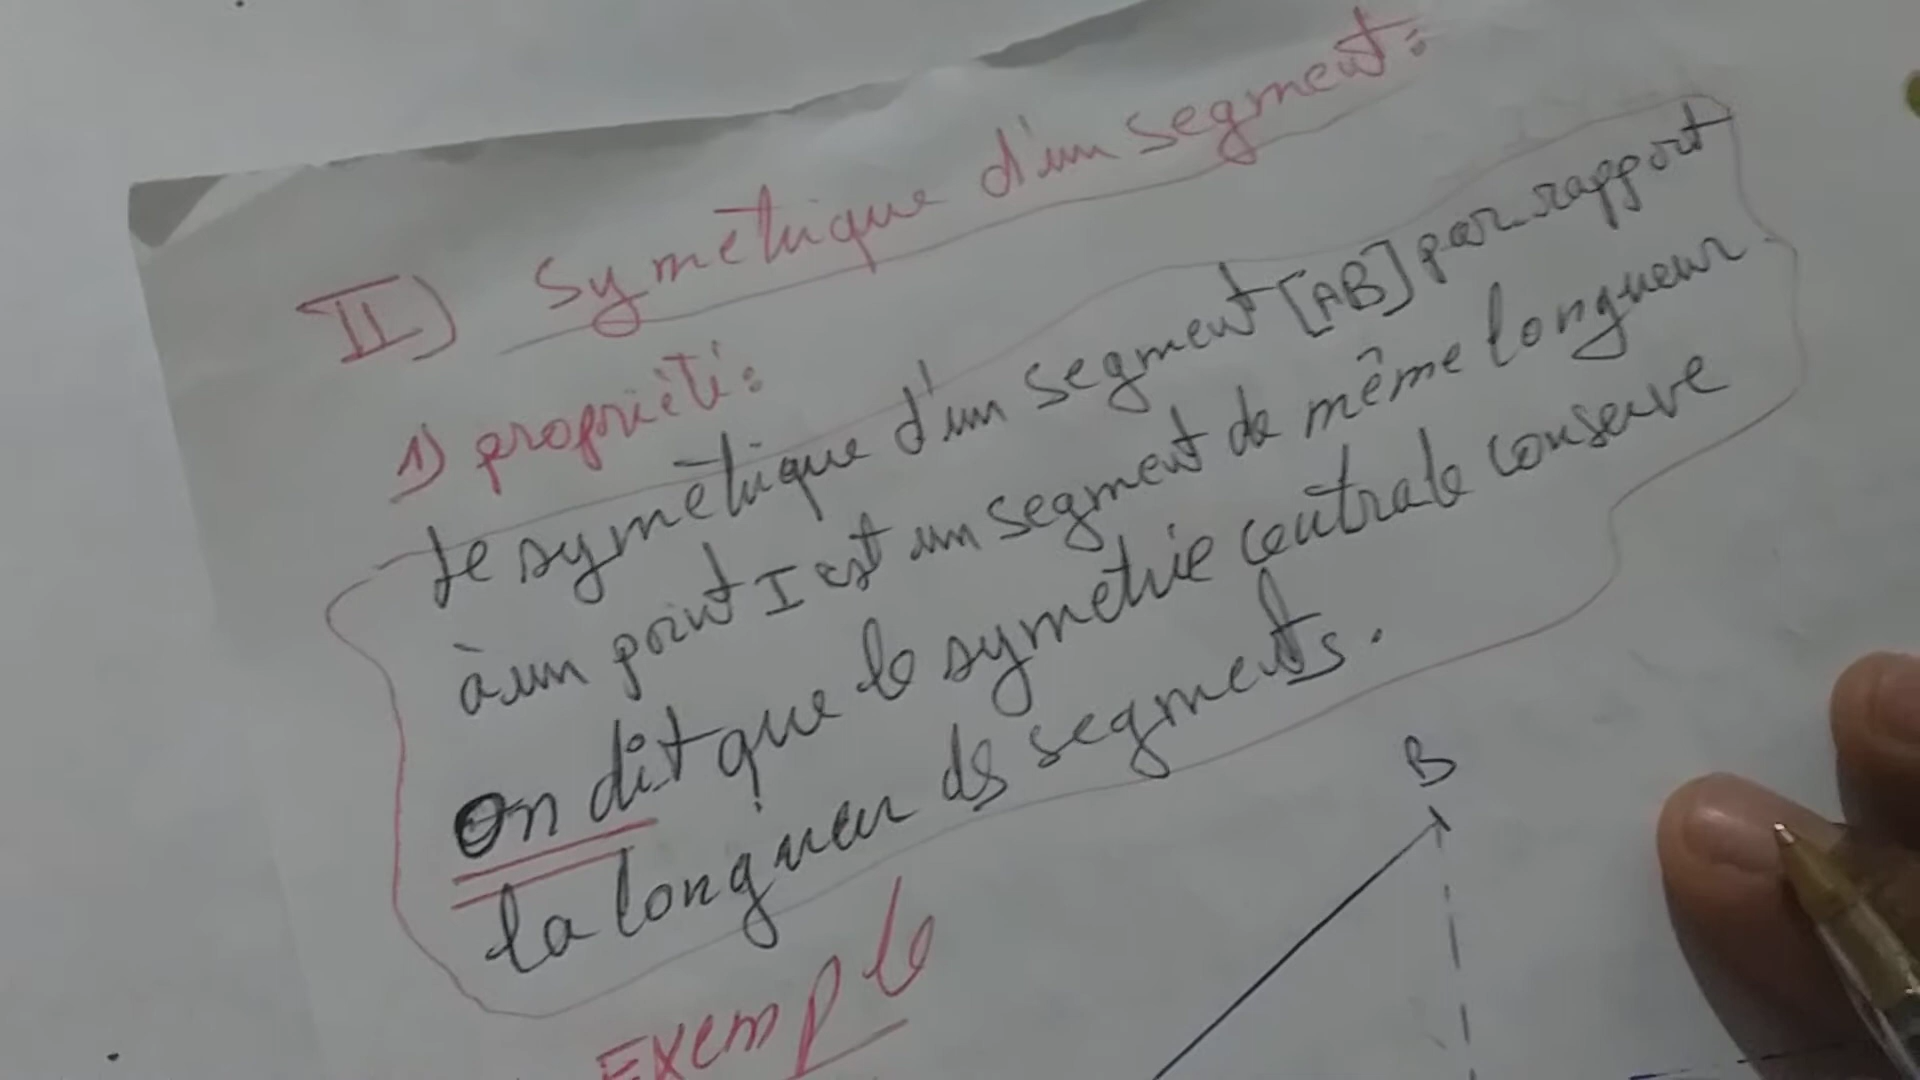 II) Symétrique d'un segment:
1) propriété:
Le symétrique d'un segment [AB] par rapport
à un point I est un segment de même longueur
On dit que le symétrie centrale conserve
la longueur des segments.
Exemple
B